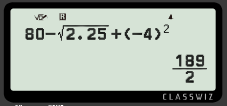 √▱ R ▲
80-√2.25+(-4)²
189
2
CLASSWIZ